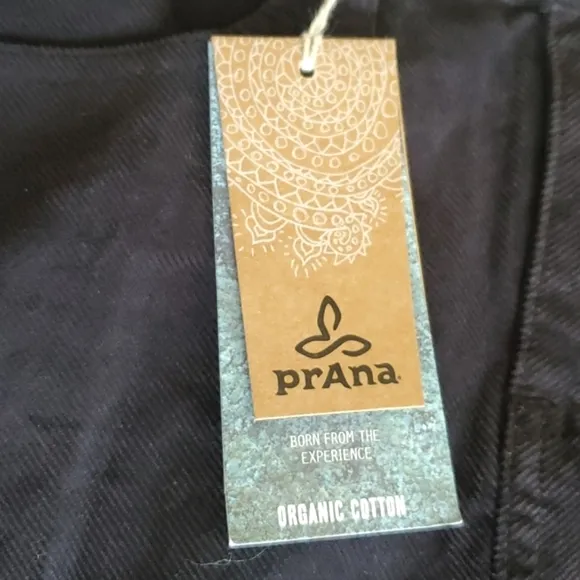 prAna
BORN FROM THE
EXPERIENCE
ORGANIC COTTON